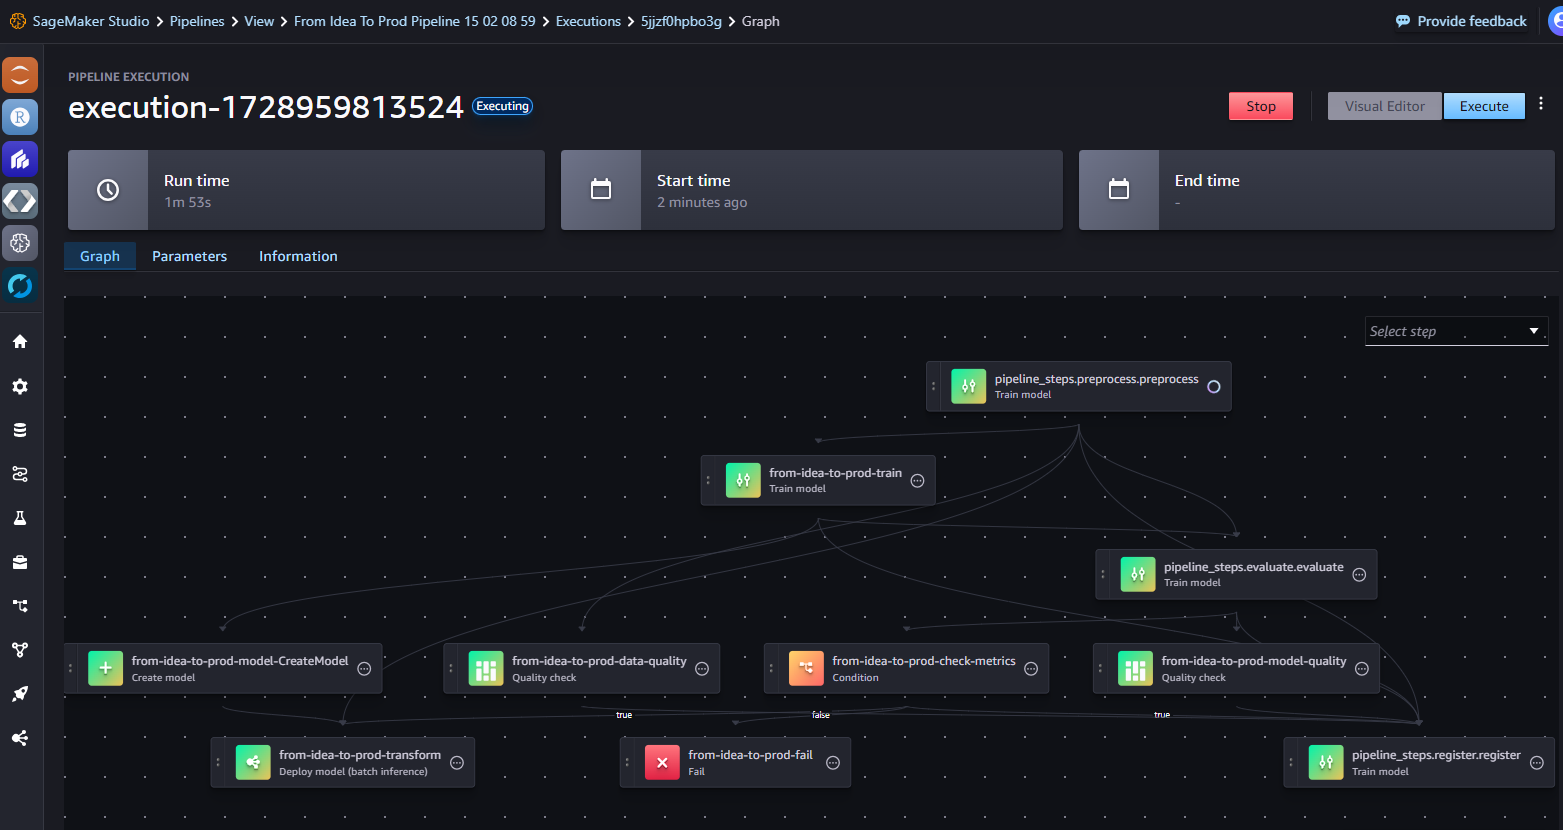 SageMaker Studio > Pipelines > View > From Idea To Prod Pipeline 15 02 08 59 > Executions > 5jjzf0hpbo3g > Graph
Provide feedback
PIPELINE EXECUTION
execution-1728959813524 Executing
Stop
Visual Editor
Execute
Run time
1m 53s
Start time
2 minutes ago
End time
-
Graph
Parameters
Information
Select step
pipeline_steps.preprocess.preprocess
Train model
from-idea-to-prod-train
Train model
pipeline_steps.evaluate.evaluate
Train model
from-idea-to-prod-model-CreateModel
Create model
from-idea-to-prod-data-quality
Quality check
from-idea-to-prod-check-metrics
Condition
from-idea-to-prod-model-quality
Quality check
true
false
true
from-idea-to-prod-transform
Deploy model (batch inference)
from-idea-to-prod-fail
Fail
pipeline_steps.register.register
Train model